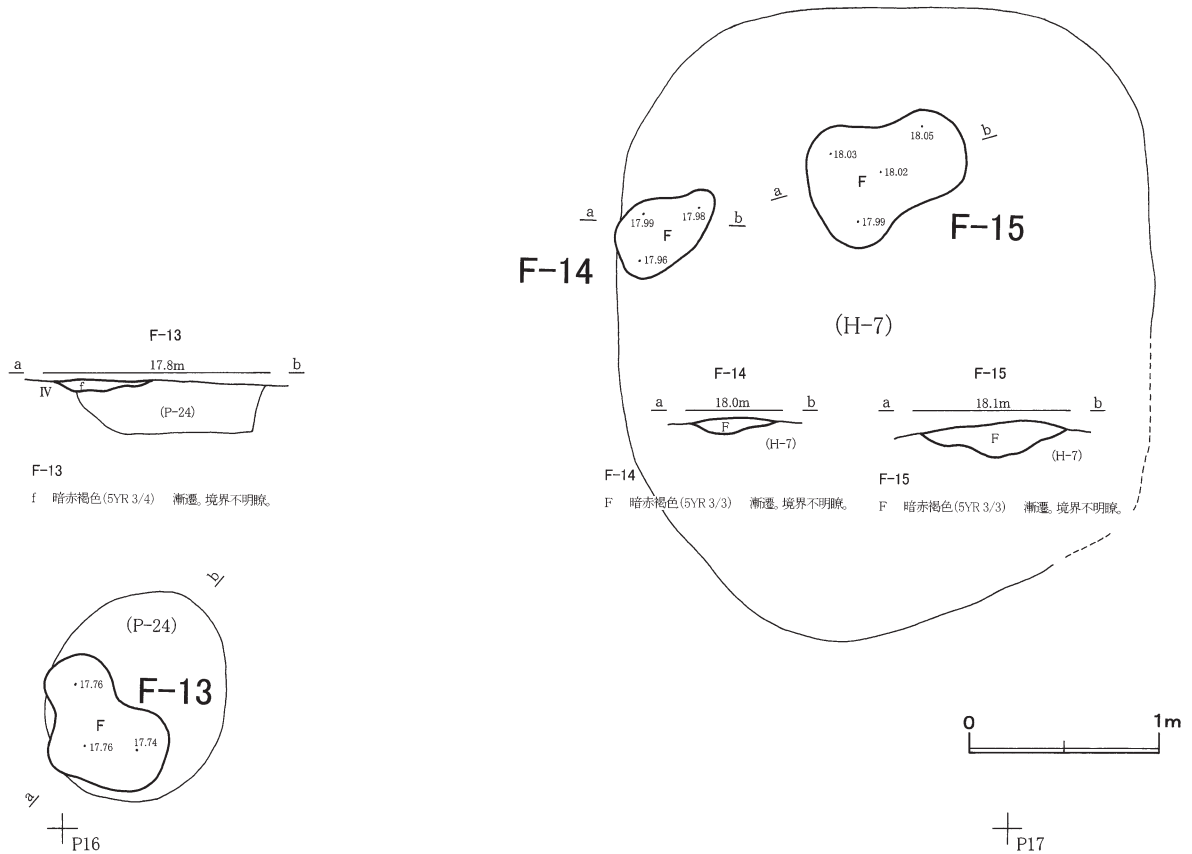 18.05
b
18.03
18.02
F
a
17.99
F-15
a
17.99
17.98
b
F
17.96
F-14
(H-7)
F-13
a
17.8m
b
IV
f
(P-24)
F-13
f 暗赤褐色(5YR 3/4) 漸遷。境界不明瞭。
F-14
a
18.0m
b
F
(H-7)
F-14
F 暗赤褐色(5YR 3/3) 漸遷。境界不明瞭。
F-15
a
18.1m
b
F
(H-7)
F-15
F 暗赤褐色(5YR 3/3) 漸遷。境界不明瞭。
b
(P-24)
17.76
F-13
F
17.76
17.74
a
P16
0 1m
P17